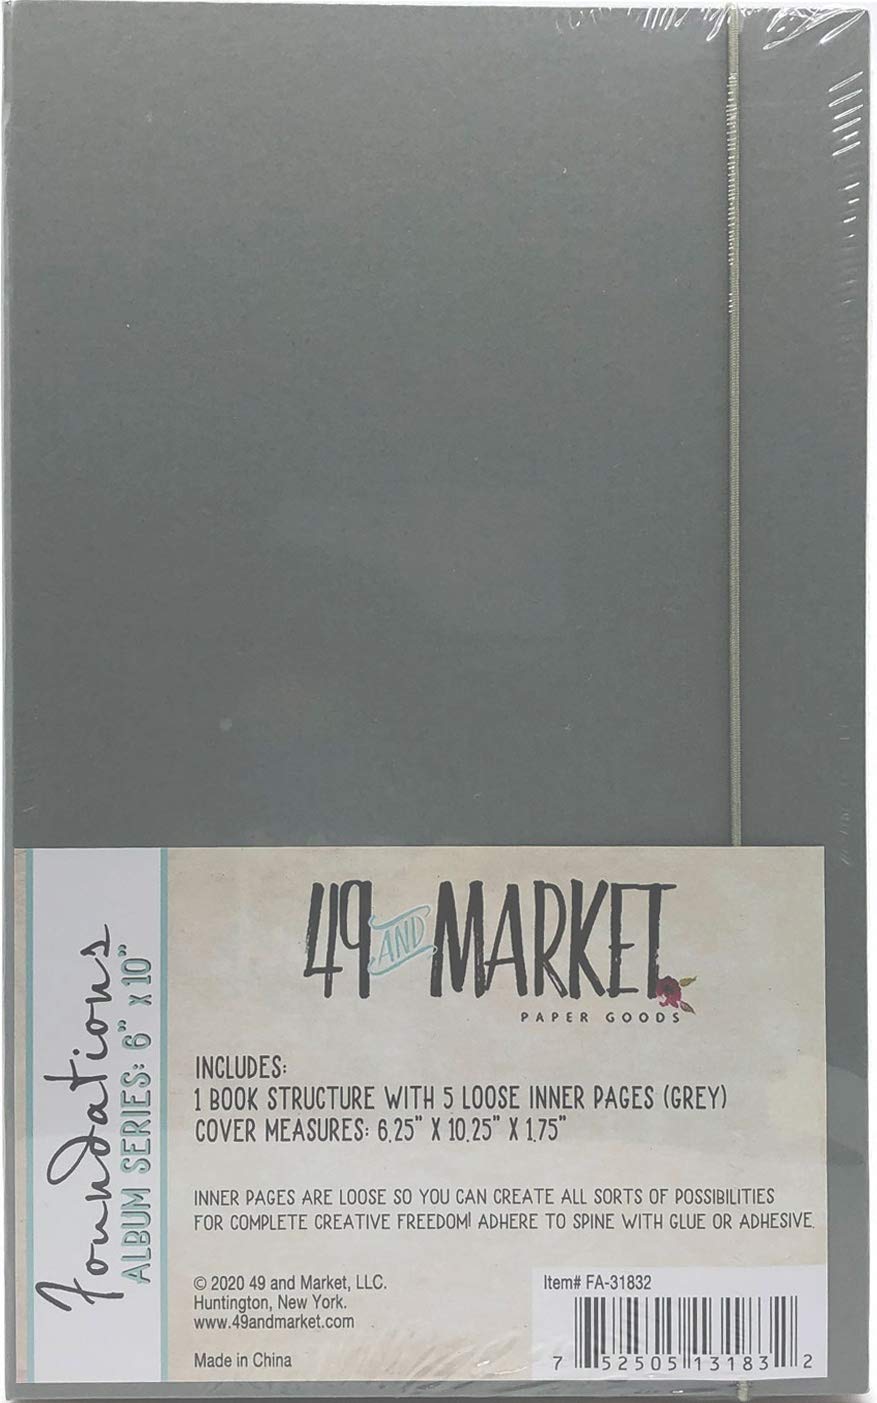 Foundations
ALBUM SERIES: 6" x 10"
49 AND MARKET
PAPER GOODS
INCLUDES:
1 BOOK STRUCTURE WITH 5 LOOSE INNER PAGES (GREY)
COVER MEASURES: 6.25" X 10.25" X 1.75"
INNER PAGES ARE LOOSE SO YOU CAN CREATE ALL SORTS OF POSSIBILITIES
FOR COMPLETE CREATIVE FREEDOM! ADHERE TO SPINE WITH GLUE OR ADHESIVE.
© 2020 49 and Market, LLC.
Huntington, New York.
www.49andmarket.com
Made in China
Item# FA-31832
7 52505 13183 2